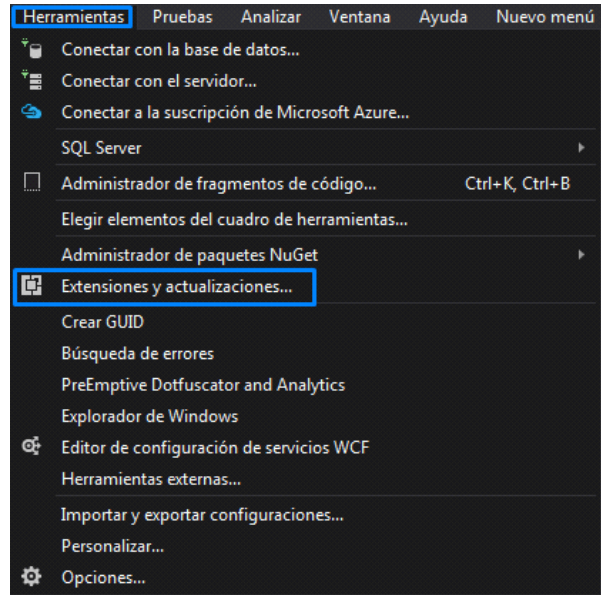 Herramientas Pruebas Analizar Ventana Ayuda Nuevo menú
Conectar con la base de datos...
Conectar con el servidor...
Conectar a la suscripción de Microsoft Azure...
SQL Server
Administrador de fragmentos de código... Ctrl+K, Ctrl+B
Elegir elementos del cuadro de herramientas...
Administrador de paquetes NuGet
Extensiones y actualizaciones...
Crear GUID
Búsqueda de errores
PreEmptive Dotfuscator and Analytics
Explorador de Windows
Editor de configuración de servicios WCF
Herramientas externas...
Importar y exportar configuraciones...
Personalizar...
Opciones...